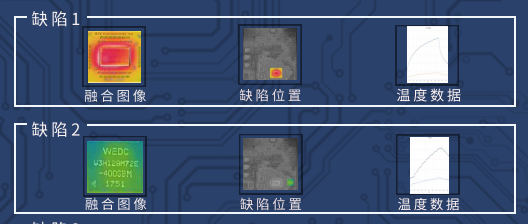 缺陷1
融合图像
缺陷位置
温度数据
缺陷2
WEDC
W3H128M72E
-400SBM
1751
融合图像
缺陷位置
温度数据